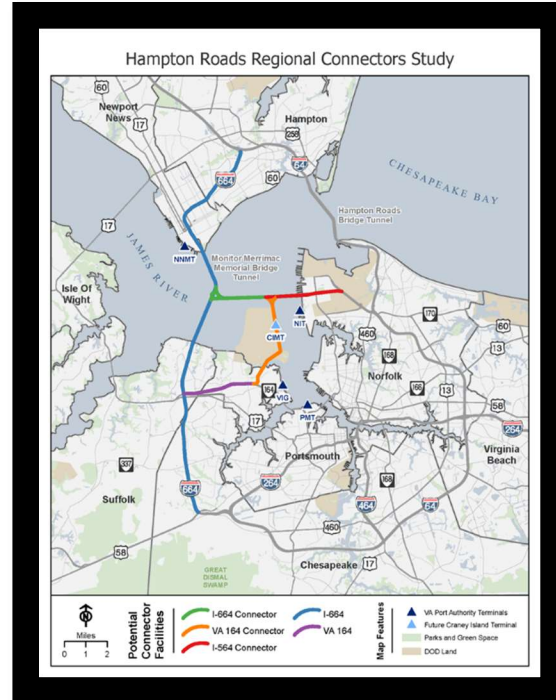 Hampton Roads Regional Connectors Study
60
Newport
News
17
Hampton
258
64
664
60
CHESAPEAKE BAY
17
Hampton Roads
Bridge Tunnel
JAMES RIVER
NNMT
Monitor Merrimac
Memorial Bridge
Tunnel
Isle Of
Wight
NIT
CIMT
170
60
460
13
168
Norfolk
166
13
164
VIG
58
17
PMT
264
Portsmouth
Virginia
Beach
337
264
168
664
Suffolk
464
64
460
58
GREAT
DISMAL
SWAMP
Chesapeake
17
N
Miles
0 1 2
Potential
Connector
Facilities
I-664 Connector
VA 164 Connector
I-564 Connector
I-664
VA 164
Map Features
VA Port Authority Terminals
Future Craney Island Terminal
Parks and Green Space
DOD Land